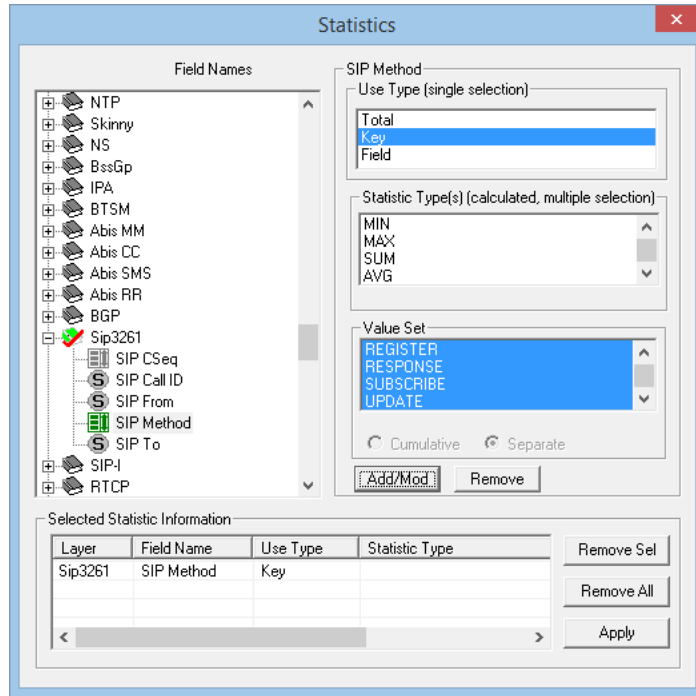 Statistics
Field Names
NTP
Skinny
NS
BssGp
IPA
BTSM
Abis MM
Abis CC
Abis SMS
Abis RR
BGP
Sip3261
SIP CSeq
S SIP Call ID
S SIP From
SIP Method
S SIP To
SIP-I
RTCP
SIP Method
Use Type (single selection)
Total
Key
Field
Statistic Type(s) (calculated, multiple selection)
MIN
MAX
SUM
AVG
Value Set
REGISTER
RESPONSE
SUBSCRIBE
UPDATE
Cumulative Separate
Add/Mod Remove
Selected Statistic Information
Layer Field Name Use Type Statistic Type
Sip3261 SIP Method Key
Remove Sel
Remove All
Apply